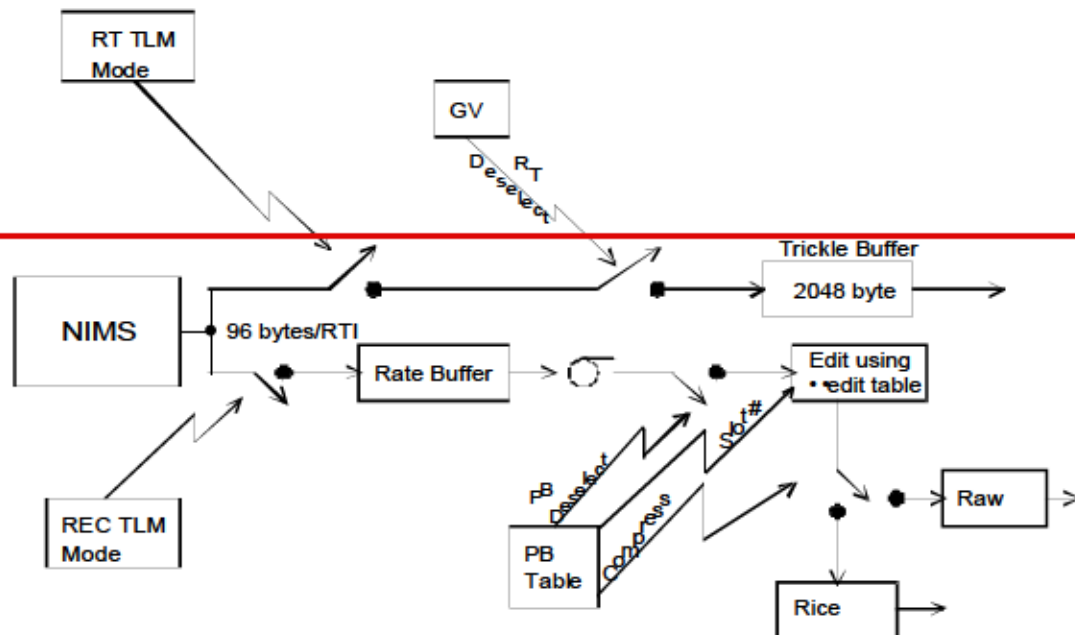 RT TLM
Mode
GV
RT
Deselect
Trickle Buffer
2048 byte
NIMS
96 bytes/RTI
Rate Buffer
Edit using
••edit table
PB
Deselect
Slot#
Compress
REC TLM
Mode
PB
Table
Raw
Rice